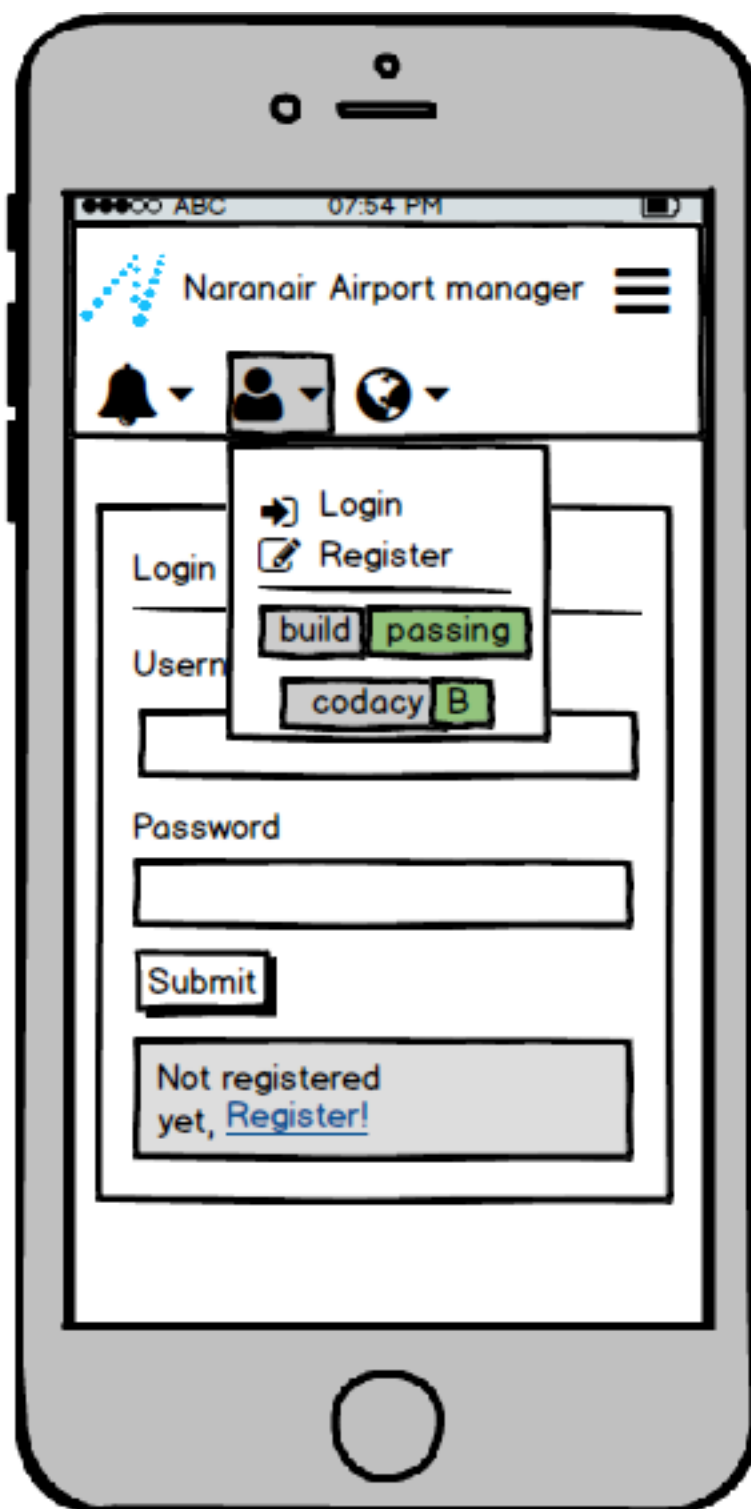 ABC 07:54 PM
Naranair Airport manager
Login
Register
build passing
codacy B
Login
Usern
Password
Submit
Not registered
yet, Register!